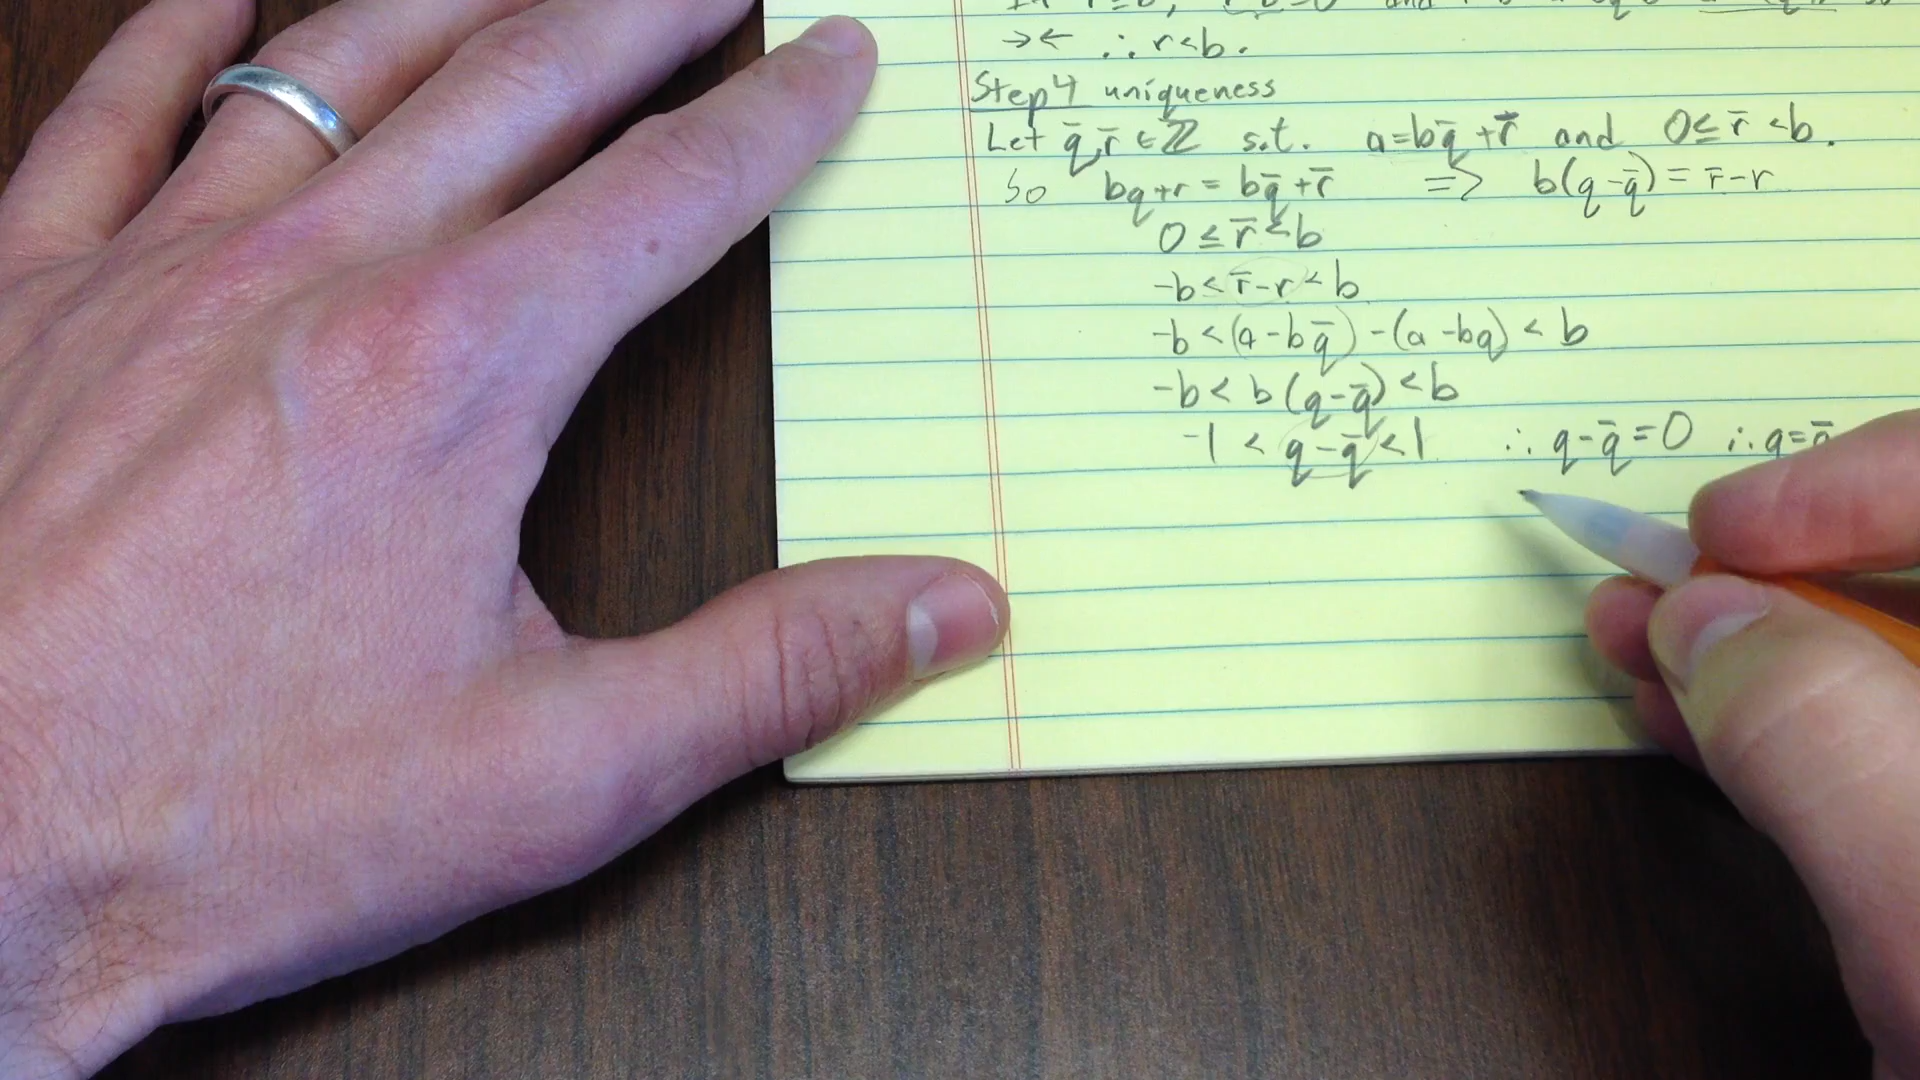 →← ∴ r<b.
Step 4 uniqueness
Let q̄, r̄ ∈ ℤ s.t. a=bq̄+r̄ and 0≤ r̄ <b.
So bq+r = bq̄+r̄ => b(q-q̄) = r̄-r
0 ≤ r̄ < b
-b < r̄-r < b
-b < (a-bq̄) - (a-bq) < b
-b < b(q-q̄) < b
-1 < q-q̄ < 1 ∴ q-q̄=0 ∴ q=q̄